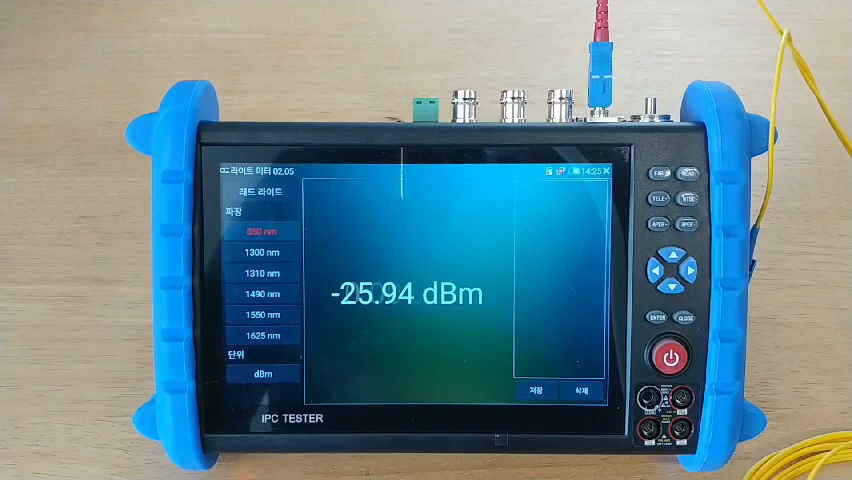 라이트 미터 02.05
14:25
레드 라이트
파장
850 nm
1300 nm
1310 nm
1490 nm
1550 nm
1625 nm
단위
dBm
-25.94 dBm
저장
삭제
IPC TESTER
FAR
NEAR
TELE
WIDE
APER
APER
ENTER
CLOSE